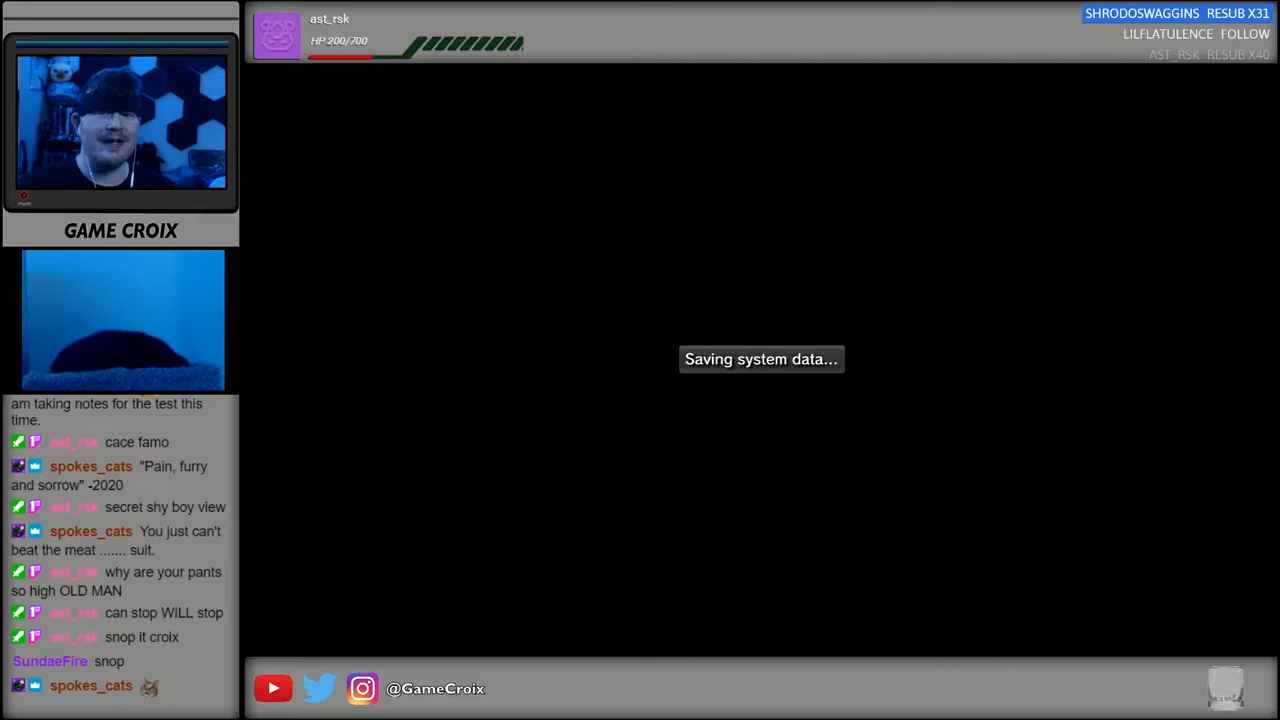 ast_rsk
HP 200/700
SHRODOSWAGGINS RESUB X31
LILFLATULENCE FOLLOW
AST_RSK RESUB X40
PWR
GAME CROIX
Saving system data...
am taking notes for the test this
time.
ast_rsk cace famo
spokes_cats "Pain, furry
and sorrow" -2020
ast_rsk secret shy boy view
spokes_cats You just can't
beat the meat ....... suit.
ast_rsk why are your pants
so high OLD MAN
ast_rsk can stop WILL stop
ast_rsk snop it croix
SundaeFire snop
spokes_cats
@GameCroix